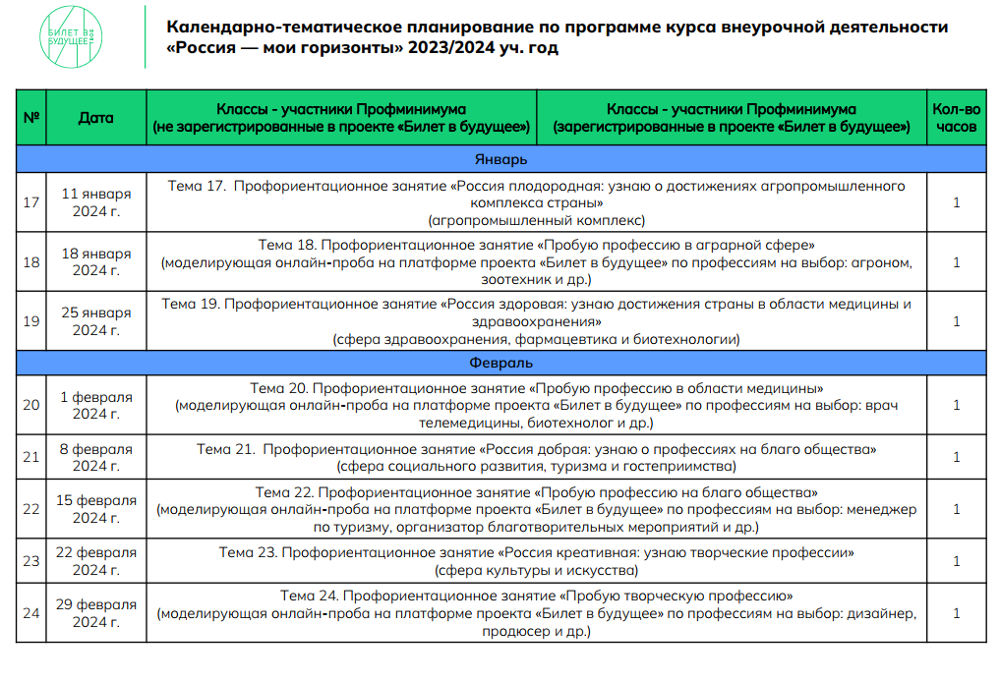 БИЛЕТ В
БУДУЩЕЕ
ТВОЕ
Календарно-тематическое планирование по программе курса внеурочной деятельности
«Россия — мои горизонты» 2023/2024 уч. год
№
Дата
Классы - участники Профминимума
(не зарегистрированные в проекте «Билет в будущее»)
Классы - участники Профминимума
(зарегистрированные в проекте «Билет в будущее»)
Кол-во
часов
Январь
17
11 января
2024 г.
Тема 17. Профориентационное занятие «Россия плодородная: узнаю о достижениях агропромышленного
комплекса страны»
(агропромышленный комплекс)
1
18
18 января
2024 г.
Тема 18. Профориентационное занятие «Пробую профессию в аграрной сфере»
(моделирующая онлайн-проба на платформе проекта «Билет в будущее» по профессиям на выбор: агроном,
зоотехник и др.)
1
19
25 января
2024 г.
Тема 19. Профориентационное занятие «Россия здоровая: узнаю достижения страны в области медицины и
здравоохранения»
(сфера здравоохранения, фармацевтика и биотехнологии)
1
Февраль
20
1 февраля
2024 г.
Тема 20. Профориентационное занятие «Пробую профессию в области медицины»
(моделирующая онлайн-проба на платформе проекта «Билет в будущее» по профессиям на выбор: врач
телемедицины, биотехнолог и др.)
1
21
8 февраля
2024 г.
Тема 21. Профориентационное занятие «Россия добрая: узнаю о профессиях на благо общества»
(сфера социального развития, туризма и гостеприимства)
1
22
15 февраля
2024 г.
Тема 22. Профориентационное занятие «Пробую профессию на благо общества»
(моделирующая онлайн-проба на платформе проекта «Билет в будущее» по профессиям на выбор: менеджер
по туризму, организатор благотворительных мероприятий и др.)
1
23
22 февраля
2024 г.
Тема 23. Профориентационное занятие «Россия креативная: узнаю творческие профессии»
(сфера культуры и искусства)
1
24
29 февраля
2024 г.
Тема 24. Профориентационное занятие «Пробую творческую профессию»
(моделирующая онлайн-проба на платформе проекта «Билет в будущее» по профессиям на выбор: дизайнер,
продюсер и др.)
1